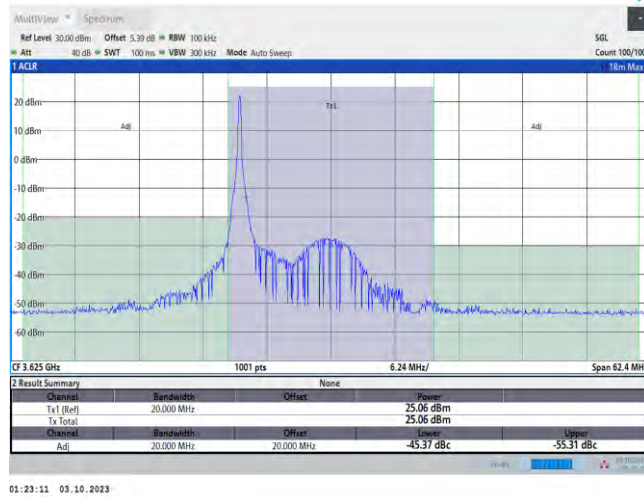 MultiView Spectrum
Ref Level 30.00 dBm Offset 5.39 dB RBW 100 kHz SGL
Att 40 dB SWT 100 ms VBW 300 kHz Mode Auto Sweep Count 100/100
1 ACLR 1Rm Max
20 dBm
Tx1
10 dBm Adj Adj
0 dBm
-10 dBm
-20 dBm
-30 dBm
-40 dBm
-50 dBm
-60 dBm
CF 3.625 GHz 1001 pts 6.24 MHz/ Span 62.4 MH
2 Result Summary None
Channel Bandwidth Offset Power
Tx1 (Ref) 20.000 MHz 25.06 dBm
Tx Total 25.06 dBm
Channel Bandwidth Offset Lower Upper
Adj 20.000 MHz 20.000 MHz -45.37 dBc -55.31 dBc
01:23:11 03.10.2023